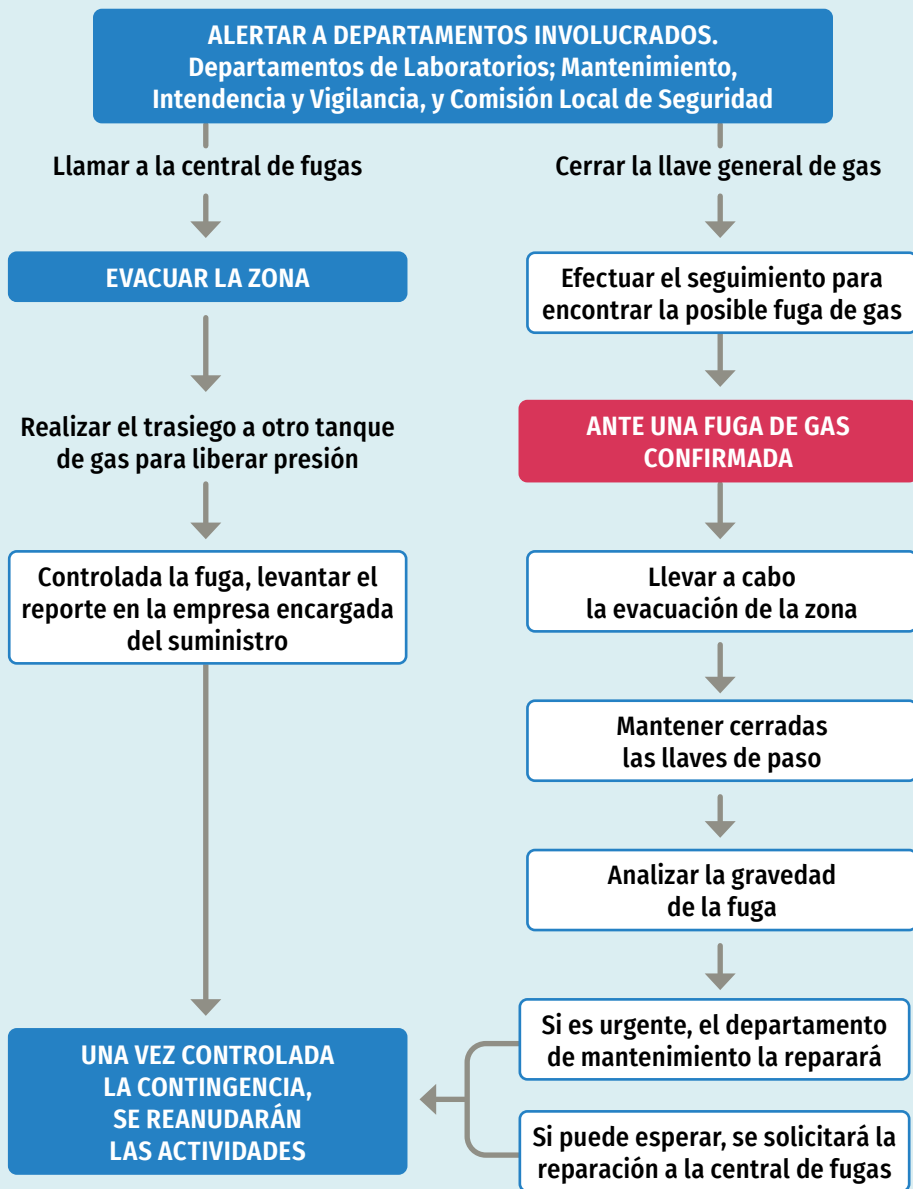 ALERTAR A DEPARTAMENTOS INVOLUCRADOS.
Departamentos de Laboratorios; Mantenimiento,
Intendencia y Vigilancia, y Comisión Local de Seguridad
Llamar a la central de fugas
EVACUAR LA ZONA
Realizar el trasiego a otro tanque
de gas para liberar presión
Controlada la fuga, levantar el
reporte en la empresa encargada
del suministro
Cerrar la llave general de gas
Efectuar el seguimiento para
encontrar la posible fuga de gas
ANTE UNA FUGA DE GAS
CONFIRMADA
Llevar a cabo
la evacuación de la zona
Mantener cerradas
las llaves de paso
Analizar la gravedad
de la fuga
Si es urgente, el departamento
de mantenimiento la reparará
Si puede esperar, se solicitará la
reparación a la central de fugas
UNA VEZ CONTROLADA
LA CONTINGENCIA,
SE REANUDARÁN
LAS ACTIVIDADES